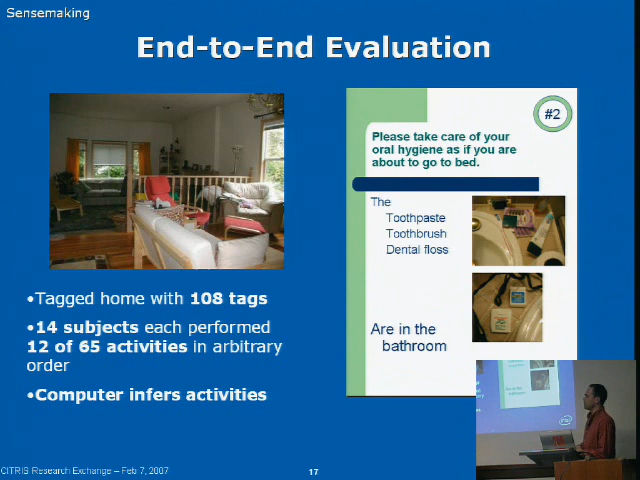 Sensemaking
End-to-End Evaluation
#2
Please take care of your
oral hygiene as if you are
about to go to bed.
The
Toothpaste
Toothbrush
Dental floss
Are in the
bathroom
•Tagged home with 108 tags
•14 subjects each performed
12 of 65 activities in arbitrary
order
•Computer infers activities
CITRIS Research Exchange – Feb 7, 2007
17